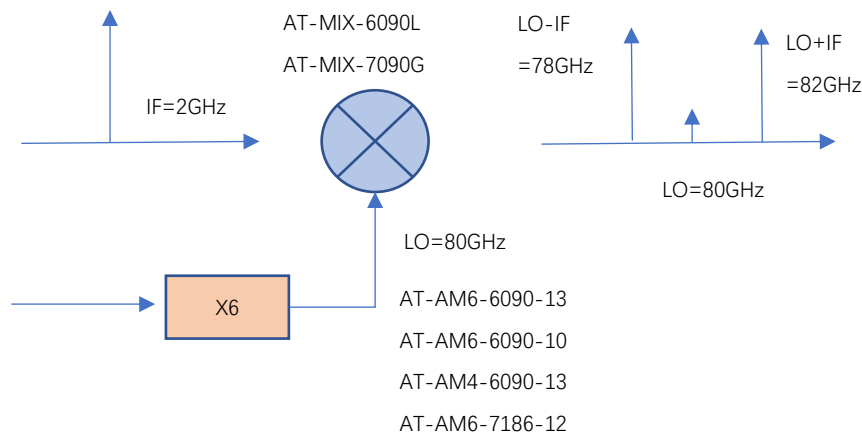 AT-MIX-6090L
AT-MIX-7090G
IF=2GHz
LO-IF
=78GHz
LO+IF
=82GHz
LO=80GHz
LO=80GHz
X6
AT-AM6-6090-13
AT-AM6-6090-10
AT-AM4-6090-13
AT-AM6-7186-12